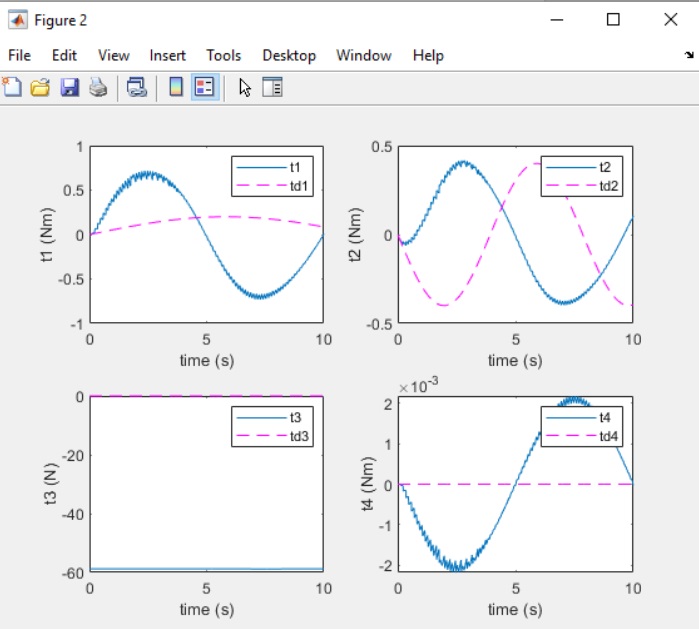 Figure 2
File Edit View Insert Tools Desktop Window Help
1
0.5
0
-0.5
-1
t1 (Nm)
t1
td1
0 5 10
time (s)
0.5
0
-0.5
t2 (Nm)
t2
td2
0 5 10
time (s)
0
-20
-40
-60
t3 (N)
t3
td3
0 5 10
time (s)
×10-3
2
1
0
-1
-2
t4 (Nm)
t4
td4
0 5 10
time (s)